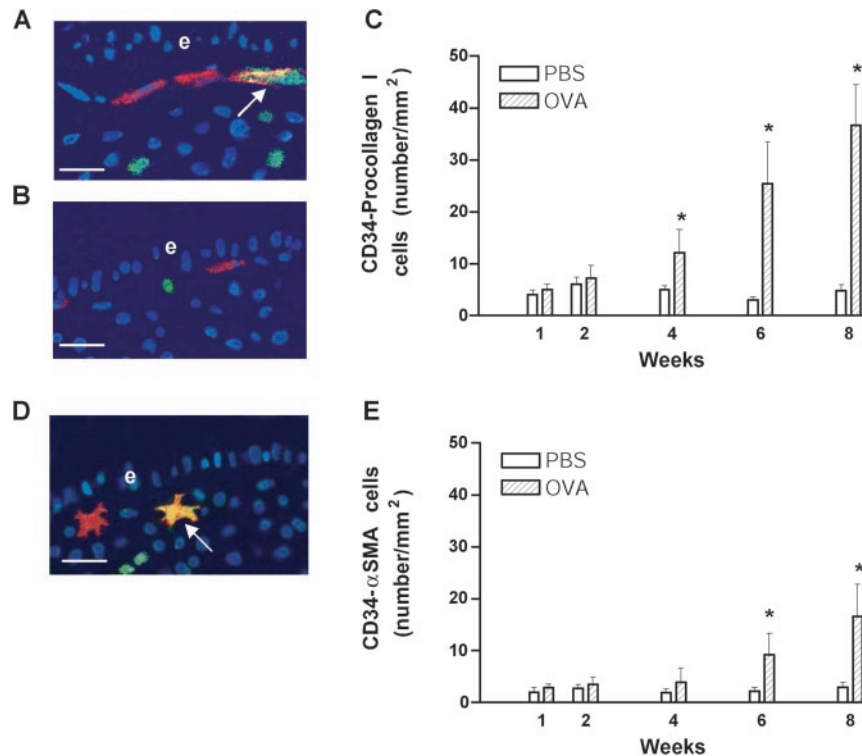 A
e
B
e
C
CD34-Procollagen I
cells (number/mm²)
50
40
30
20
10
0
PBS
OVA
*
*
*
1 2 4 6 8
Weeks
D
e
E
CD34-αSMA cells
(number/mm²)
50
40
30
20
10
0
PBS
OVA
*
*
1 2 4 6 8
Weeks